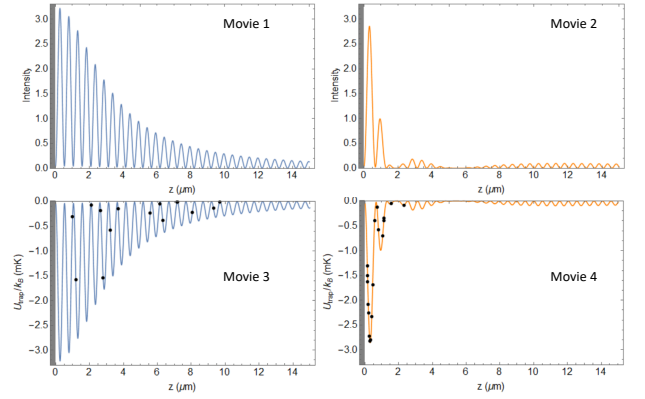 3.0
2.5
2.0
1.5
1.0
0.5
0.0
Intensity
Movie 1
0 2 4 6 8 10 12 14
z (μm)
3.0
2.5
2.0
1.5
1.0
0.5
0.0
Intensity
Movie 2
0 2 4 6 8 10 12 14
z (μm)
0.0
-0.5
-1.0
-1.5
-2.0
-2.5
-3.0
U_trap/k_B (mK)
Movie 3
0 2 4 6 8 10 12 14
z (μm)
0.0
-0.5
-1.0
-1.5
-2.0
-2.5
-3.0
U_trap/k_B (mK)
Movie 4
0 2 4 6 8 10 12 14
z (μm)